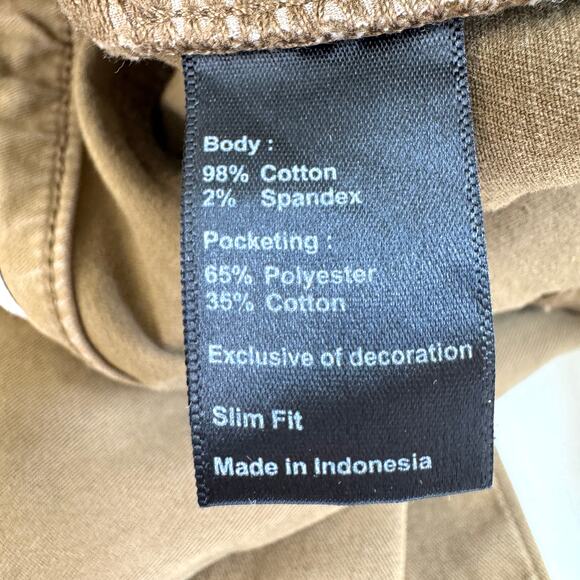 Body :
98% Cotton
2% Spandex
Pocketing :
65% Polyester
35% Cotton
Exclusive of decoration
Slim Fit
Made in Indonesia